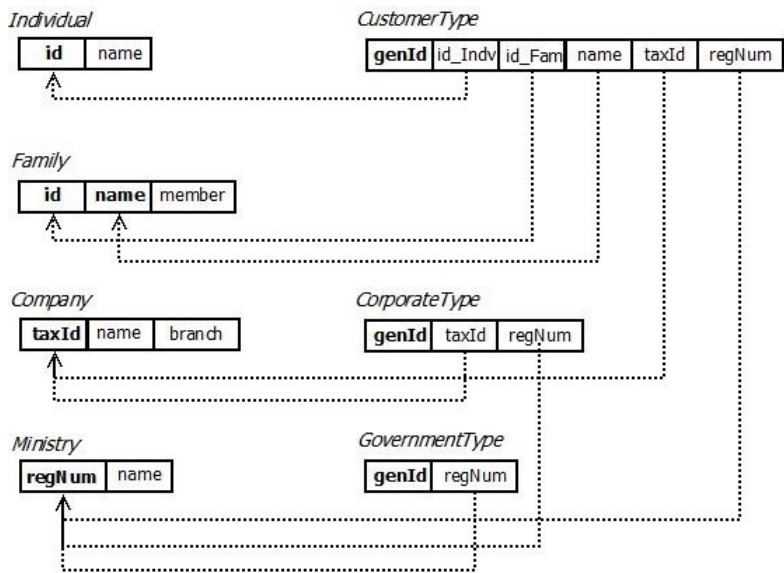 Individual
id name
CustomerType
genId id_Indv id_Fam name taxId regNum
Family
id name member
Company
taxId name branch
CorporateType
genId taxId regNum
Ministry
regNum name
GovernmentType
genId regNum